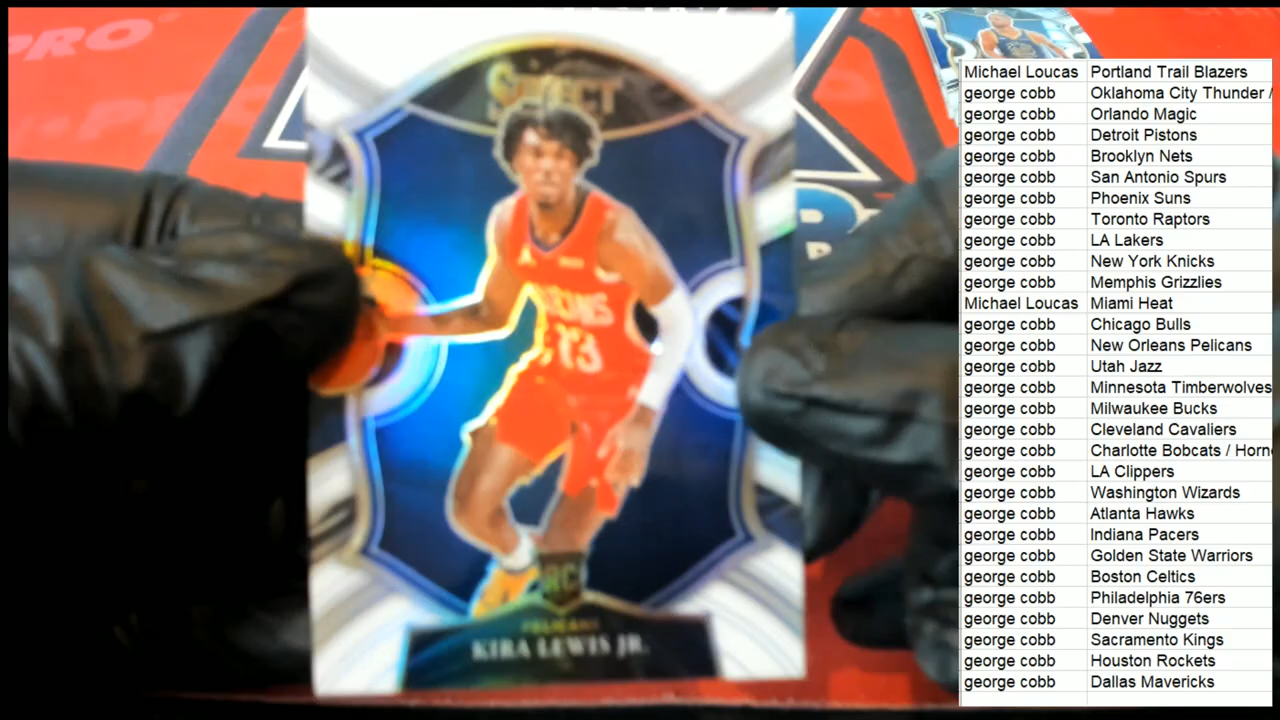 PRO
SELECT
13
RC
PELICANS
KIRA LEWIS JR.
Michael Loucas Portland Trail Blazers
george cobb Oklahoma City Thunder /
george cobb Orlando Magic
george cobb Detroit Pistons
george cobb Brooklyn Nets
george cobb San Antonio Spurs
george cobb Phoenix Suns
george cobb Toronto Raptors
george cobb LA Lakers
george cobb New York Knicks
george cobb Memphis Grizzlies
Michael Loucas Miami Heat
george cobb Chicago Bulls
george cobb New Orleans Pelicans
george cobb Utah Jazz
george cobb Minnesota Timberwolves
george cobb Milwaukee Bucks
george cobb Cleveland Cavaliers
george cobb Charlotte Bobcats / Horn
george cobb LA Clippers
george cobb Washington Wizards
george cobb Atlanta Hawks
george cobb Indiana Pacers
george cobb Golden State Warriors
george cobb Boston Celtics
george cobb Philadelphia 76ers
george cobb Denver Nuggets
george cobb Sacramento Kings
george cobb Houston Rockets
george cobb Dallas Mavericks